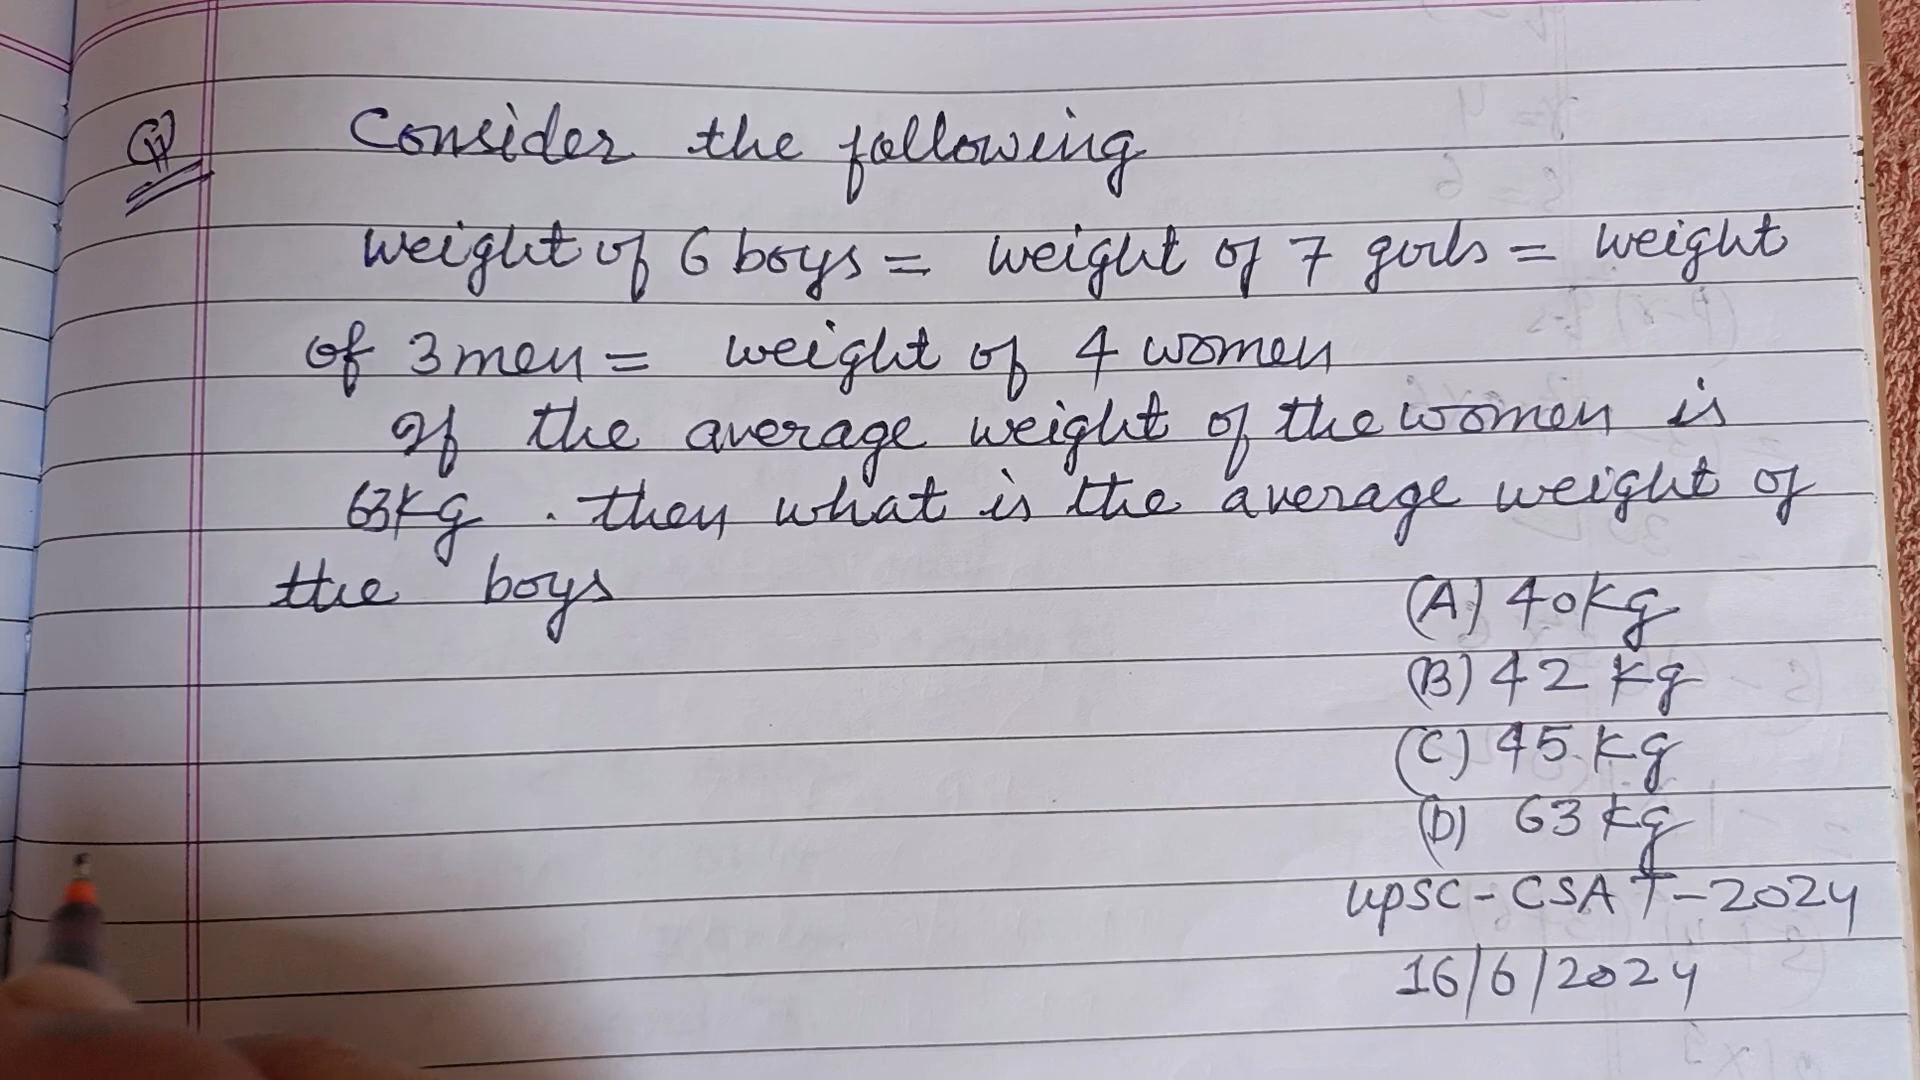 Q Consider the following
weight of 6 boys = weight of 7 girls = weight
of 3 men = weight of 4 women
If the average weight of the women is
63kg . then what is the average weight of
the boys
(A) 40kg
(B) 42 kg
(C) 45 kg
(D) 63 kg
UPSC - CSAT - 2024
16/6/2024